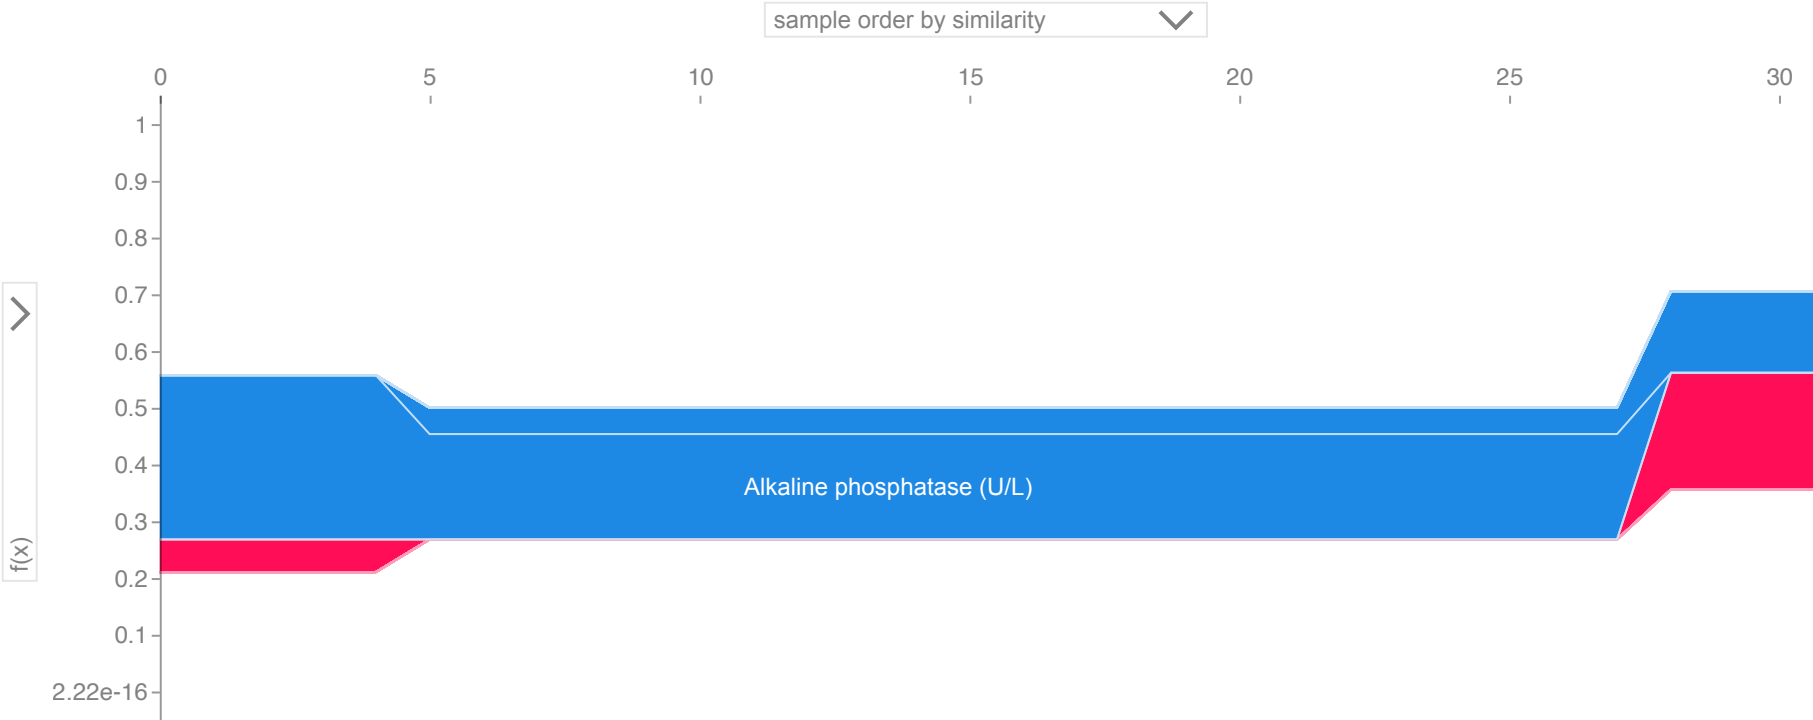 sample order by similarity
0 5 10 15 20 25 30
1
0.9
0.8
0.7
0.6
0.5
0.4
0.3
0.2
0.1
2.22e-16
f(x)
Alkaline phosphatase (U/L)